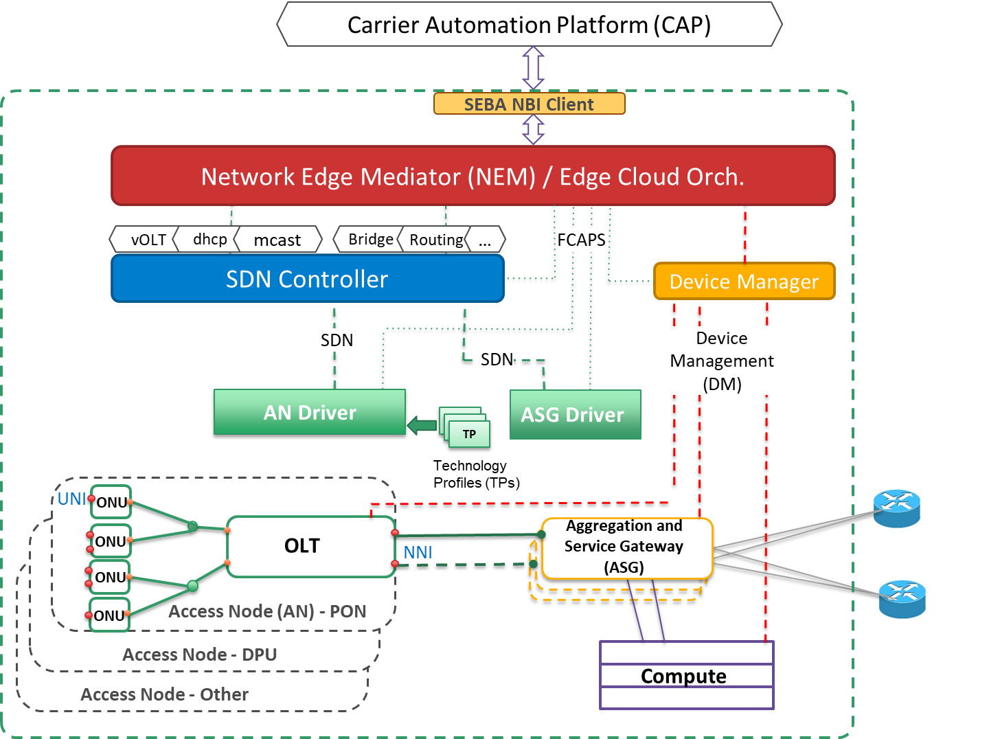 Carrier Automation Platform (CAP)
SEBA NBI Client
Network Edge Mediator (NEM) / Edge Cloud Orch.
vOLT
dhcp
mcast
Bridge
Routing
...
FCAPS
SDN Controller
Device Manager
SDN
SDN
Device
Management
(DM)
AN Driver
TP
ASG Driver
Technology
Profiles (TPs)
UNI
ONU
ONU
ONU
ONU
OLT
NNI
Aggregation and
Service Gateway
(ASG)
Access Node (AN) - PON
Access Node - DPU
Access Node - Other
Compute